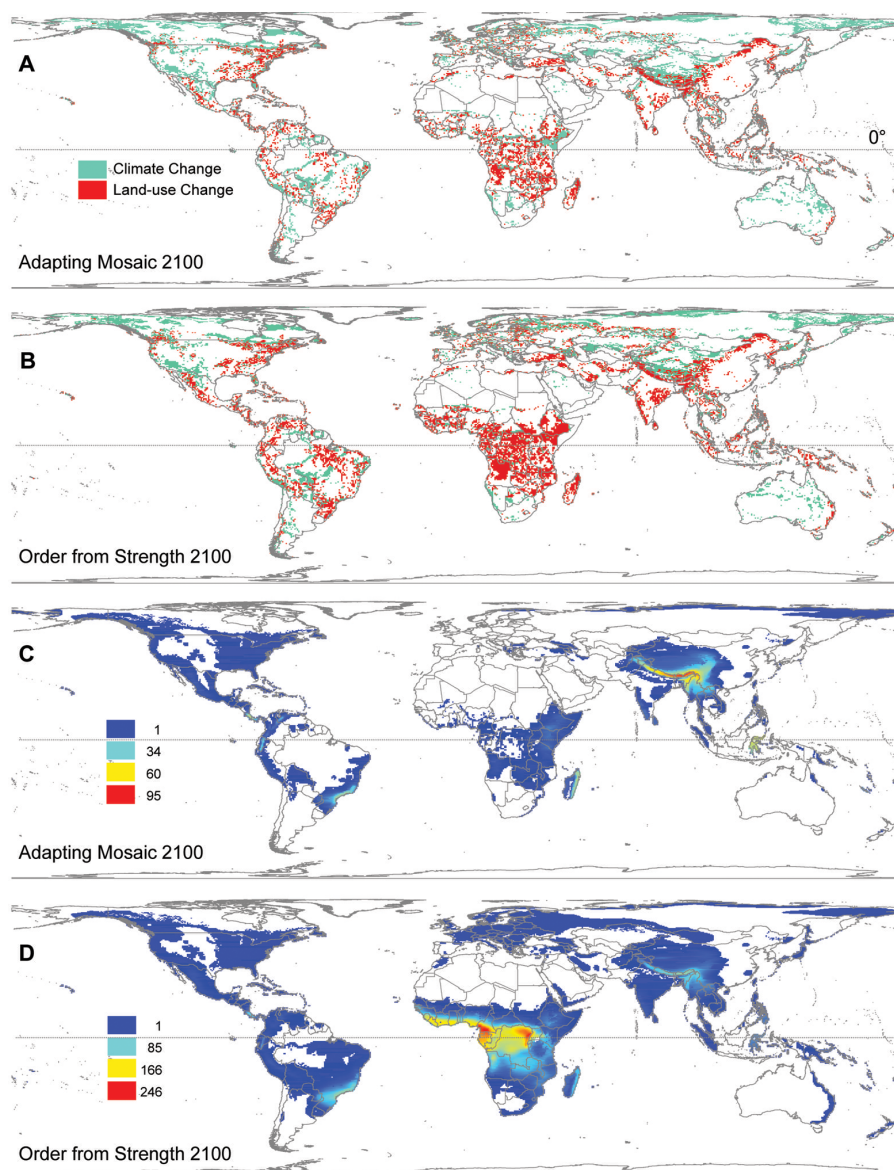 A
0°
Climate Change
Land-use Change
Adapting Mosaic 2100
B
Order from Strength 2100
C
1
34
60
95
Adapting Mosaic 2100
D
1
85
166
246
Order from Strength 2100